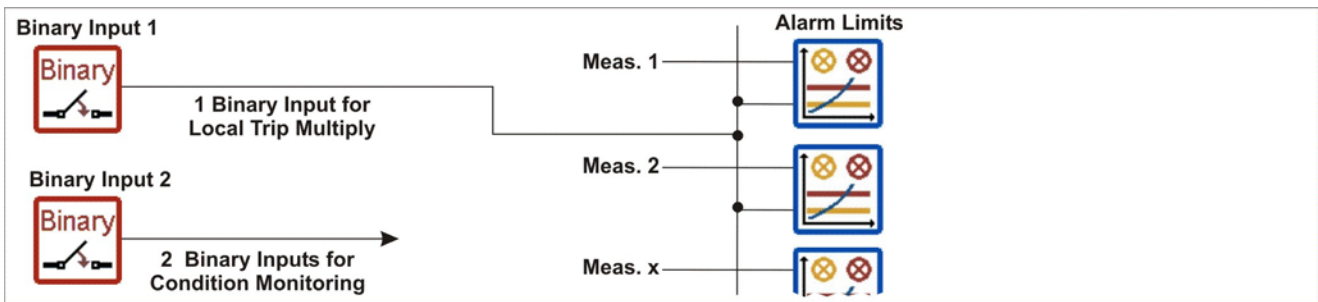 Binary Input 1
Binary
1 Binary Input for
Local Trip Multiply
Binary Input 2
Binary
2 Binary Inputs for
Condition Monitoring
Alarm Limits
Meas. 1
Meas. 2
Meas. x